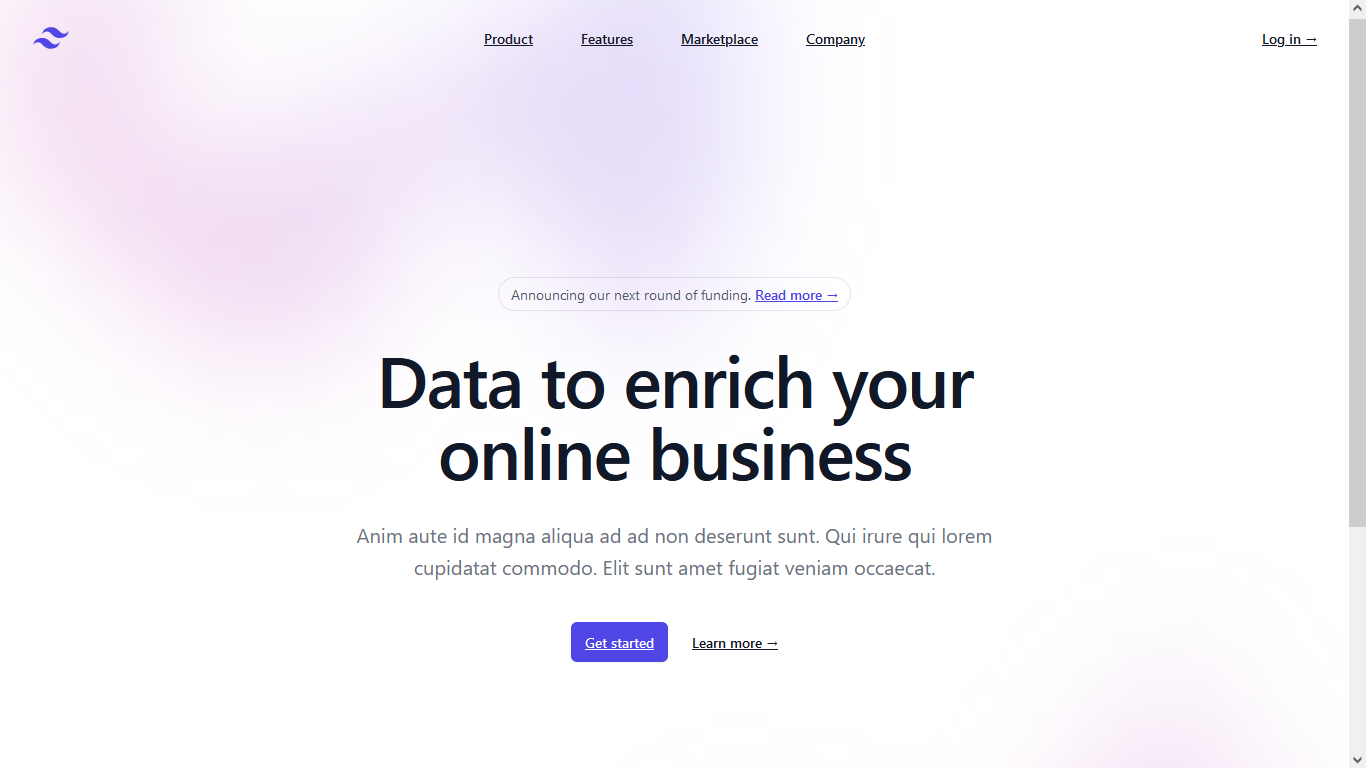 Product Features Marketplace Company Log in →
Announcing our next round of funding. Read more →
Data to enrich your
online business
Anim aute id magna aliqua ad ad non deserunt sunt. Qui irure qui lorem
cupidatat commodo. Elit sunt amet fugiat veniam occaecat.
Get started Learn more →